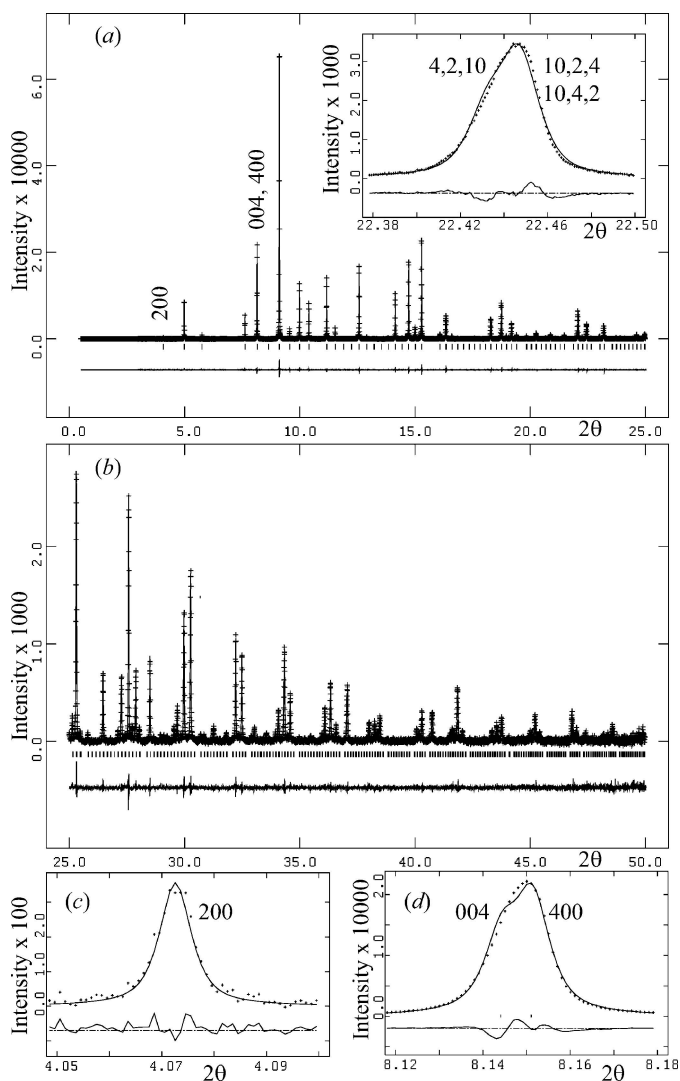 (a)
Intensity x 10000
6.0
4.0
2.0
0.0
200
004, 400
0.0 5.0 10.0 15.0 20.0 2θ 25.0
4,2,10
10,2,4
10,4,2
Intensity x 1000
3.0
2.0
1.0
0.0
22.38 22.42 22.46 2θ 22.50
(b)
Intensity x 1000
2.0
1.0
0.0
25.0 30.0 35.0 40.0 45.0 2θ 50.0
(c)
200
Intensity x 100
2.0
1.0
0.0
4.05 4.07 2θ 4.09
(d)
004 400
Intensity x 10000
2.0
1.0
0.0
8.12 8.14 8.16 2θ 8.18